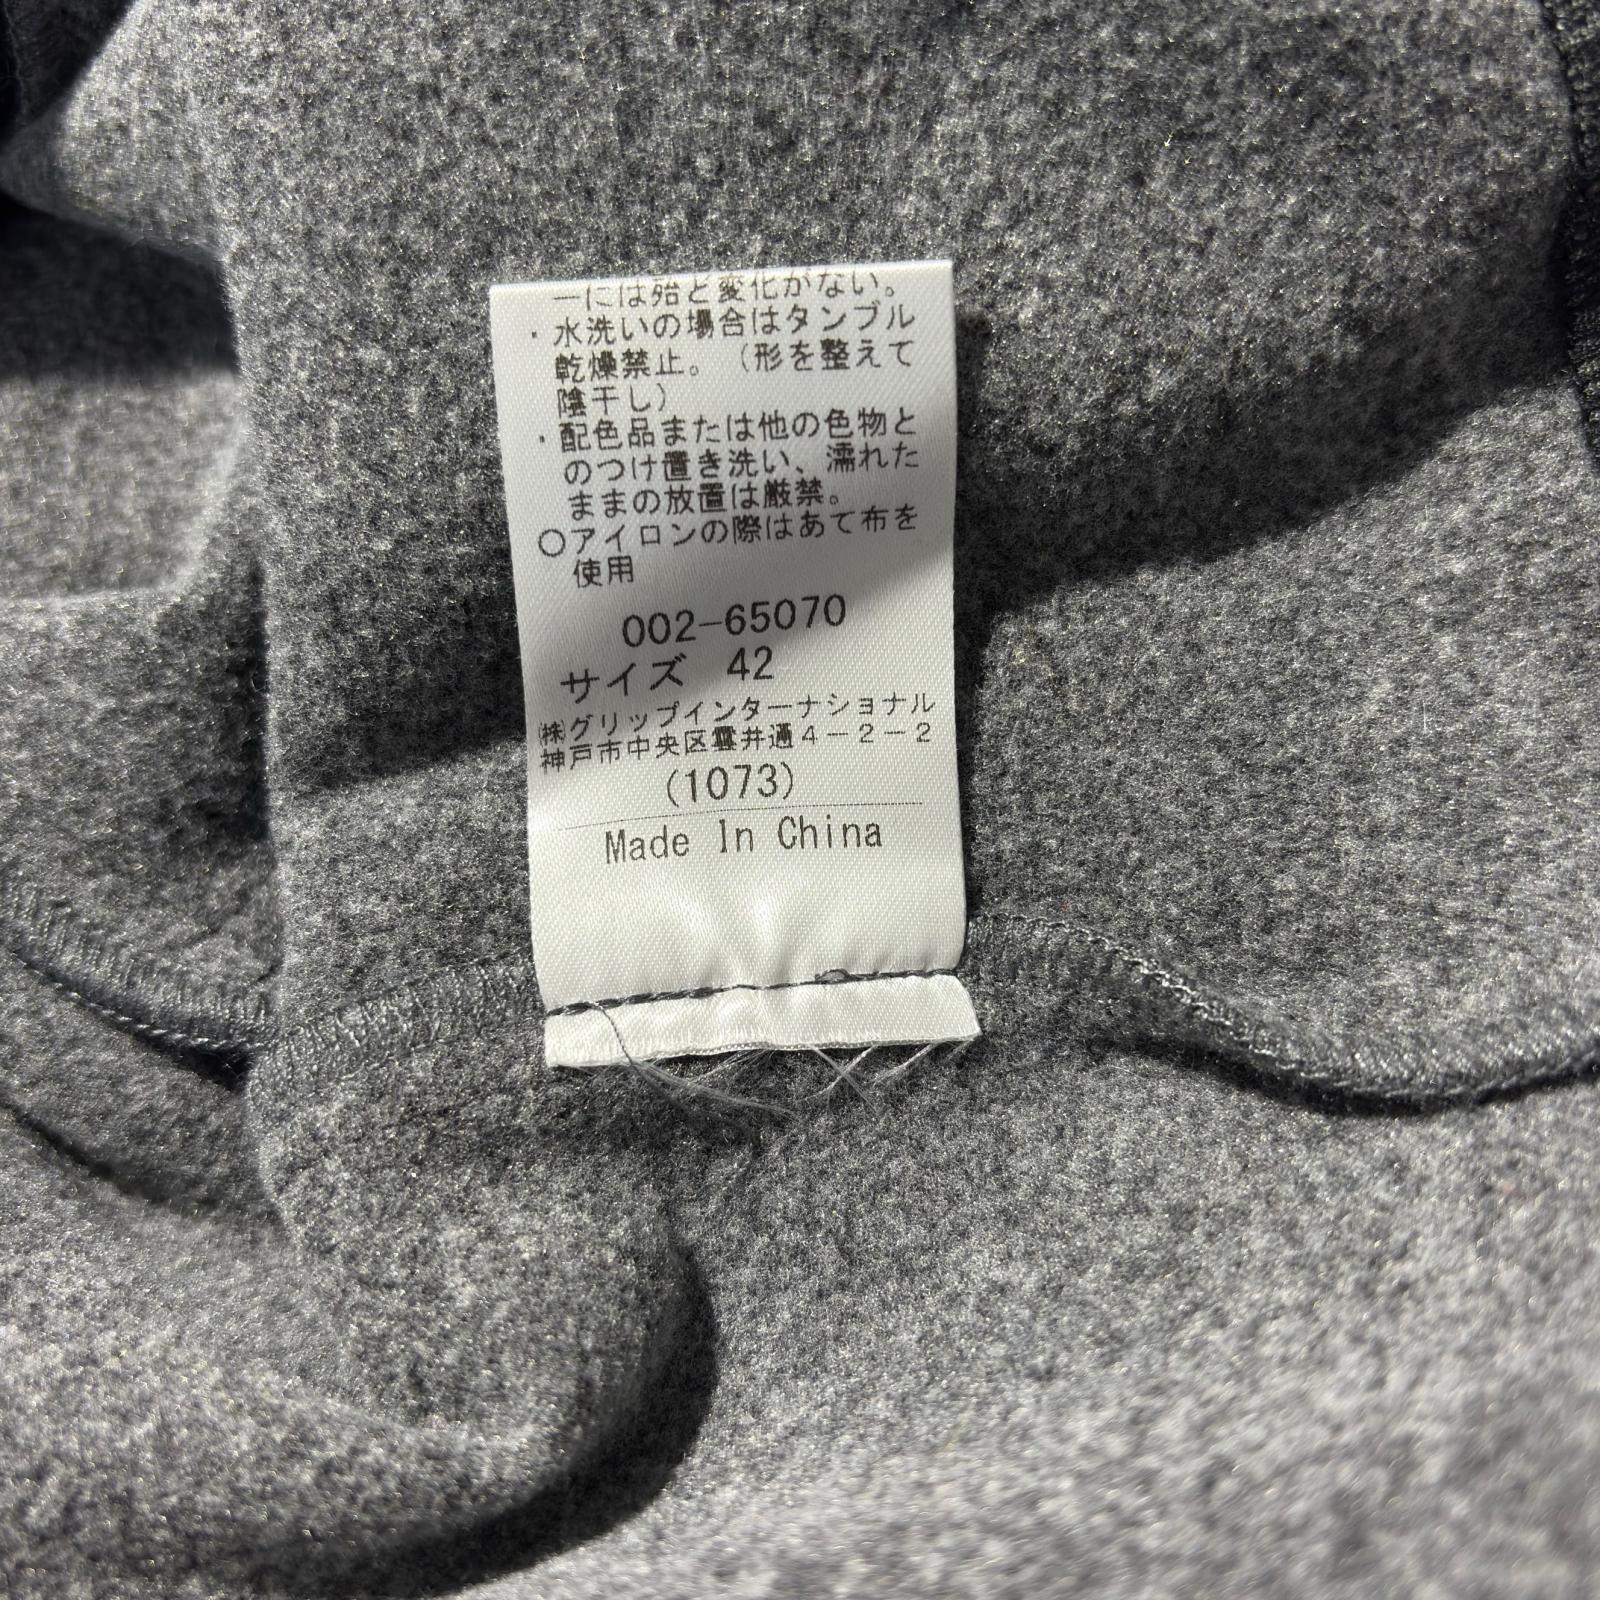 ーには殆ど変化がない。
・水洗いの場合はタンブル
乾燥禁止。（形を整えて
陰干し）
・配色品または他の色物と
のつけ置き洗い、濡れた
ままの放置は厳禁。
○アイロンの際はあて布を
使用
002-65070
サイズ 42
㈱グリップインターナショナル
神戸市中央区雲井通4-2-2
(1073)
Made In China